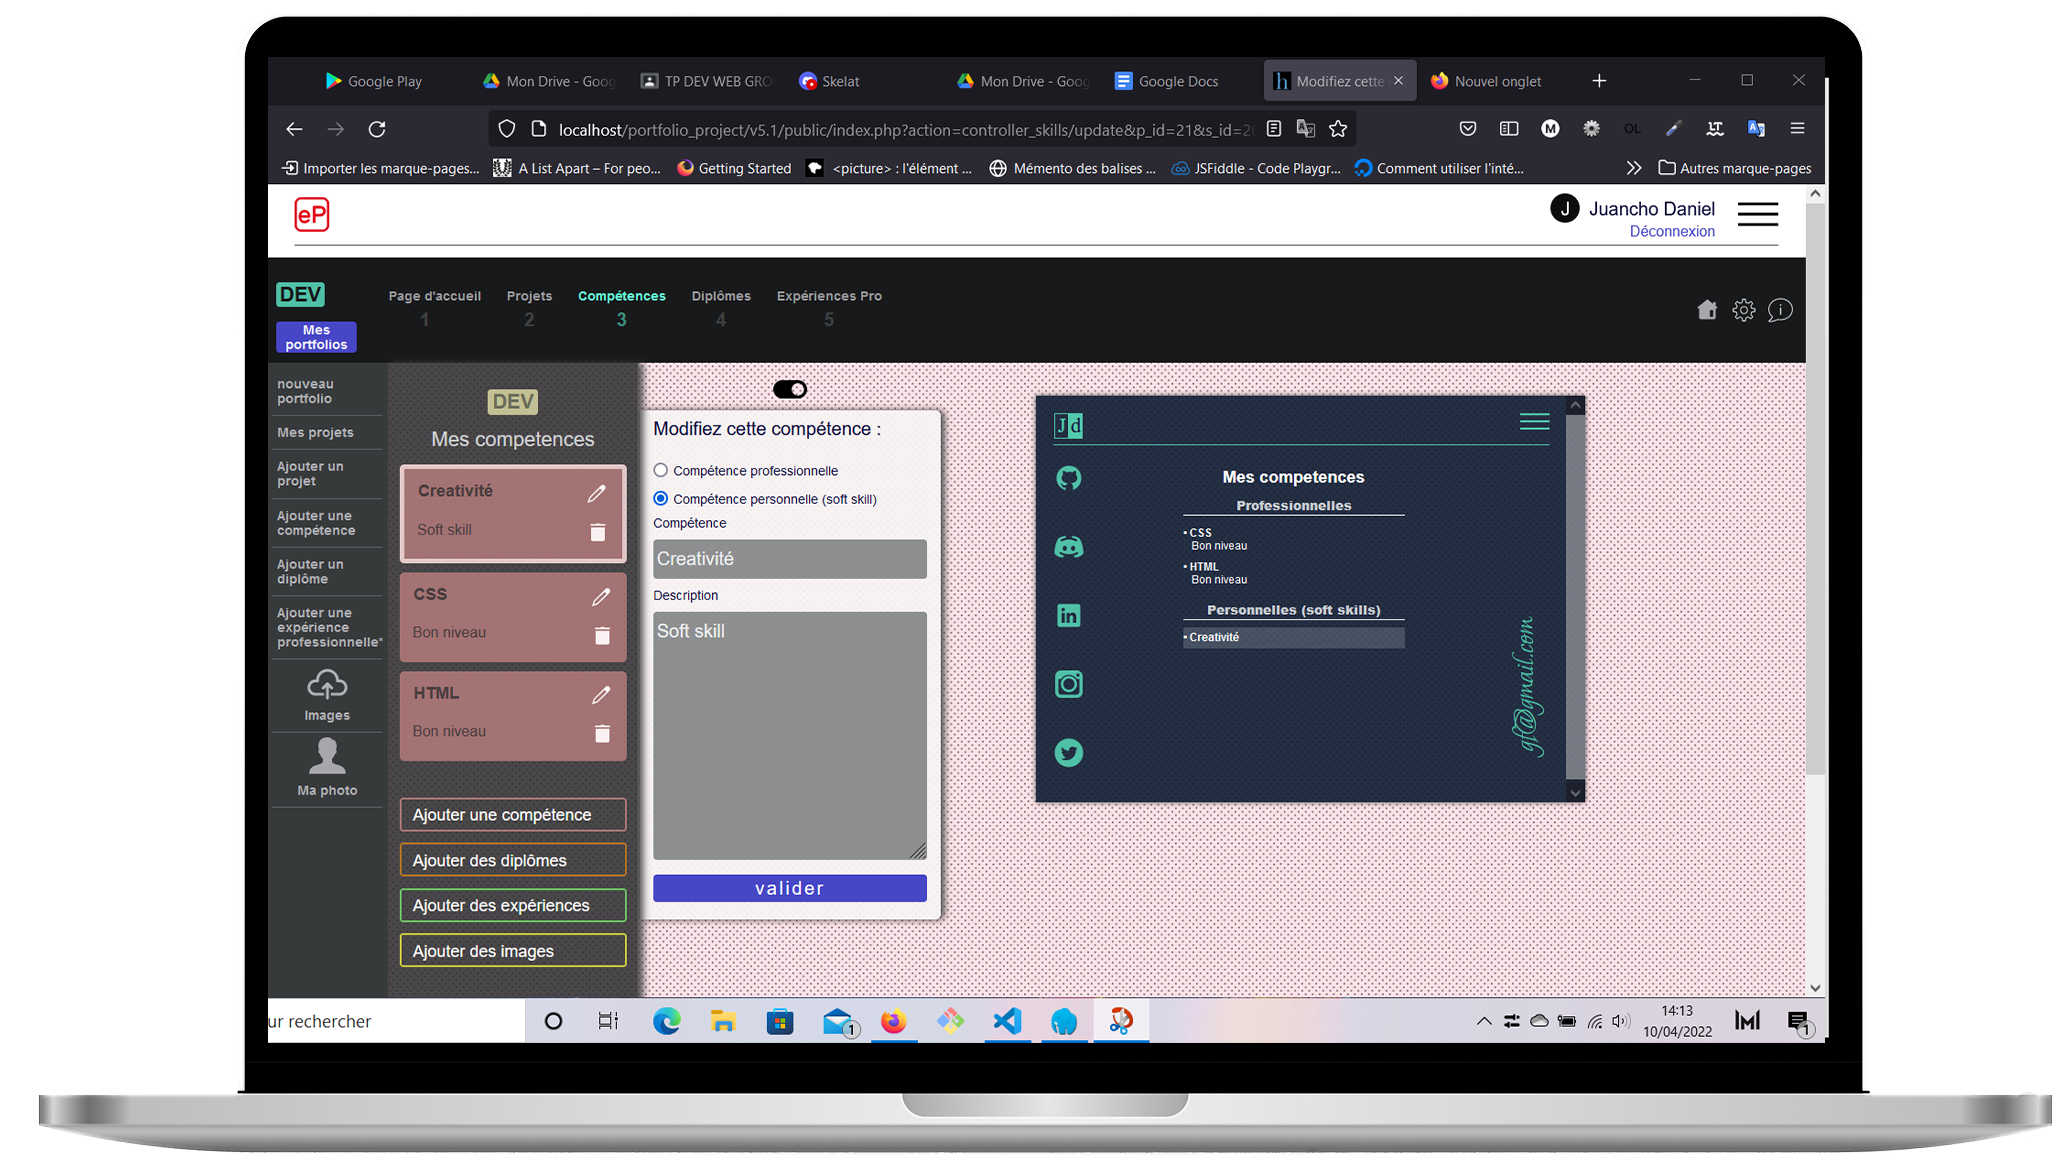 Google Play
Mon Drive - Goog
TP DEV WEB GRO
Skelat
Mon Drive - Goog
Google Docs
Modifiez cette
Nouvel onglet
localhost/portfolio_project/v5.1/public/index.php?action=controller_skills/update&p_id=21&s_id=20
Importer les marque-pages...
A List Apart – For peo...
Getting Started
<picture> : l'élément ...
Mémento des balises ...
JSFiddle - Code Playgr...
Comment utiliser l'inté...
Autres marque-pages
eP
J
Juancho Daniel
Déconnexion
DEV
Mes
portfolios
Page d'accueil
1
Projets
2
Compétences
3
Diplômes
4
Expériences Pro
5
nouveau
portfolio
Mes projets
Ajouter un
projet
Ajouter une
compétence
Ajouter un
diplôme
Ajouter une
expérience
professionnelle*
Images
Ma photo
DEV
Mes competences
Creativité
Soft skill
CSS
Bon niveau
HTML
Bon niveau
Ajouter une compétence
Ajouter des diplômes
Ajouter des expériences
Ajouter des images
Modifiez cette compétence :
Compétence professionnelle
Compétence personnelle (soft skill)
Compétence
Creativité
Description
Soft skill
valider
Jd
Mes competences
Professionnelles
• CSS
Bon niveau
• HTML
Bon niveau
Personnelles (soft skills)
• Creativité
gf@gmail.com
ur rechercher
1
14:13
10/04/2022
1